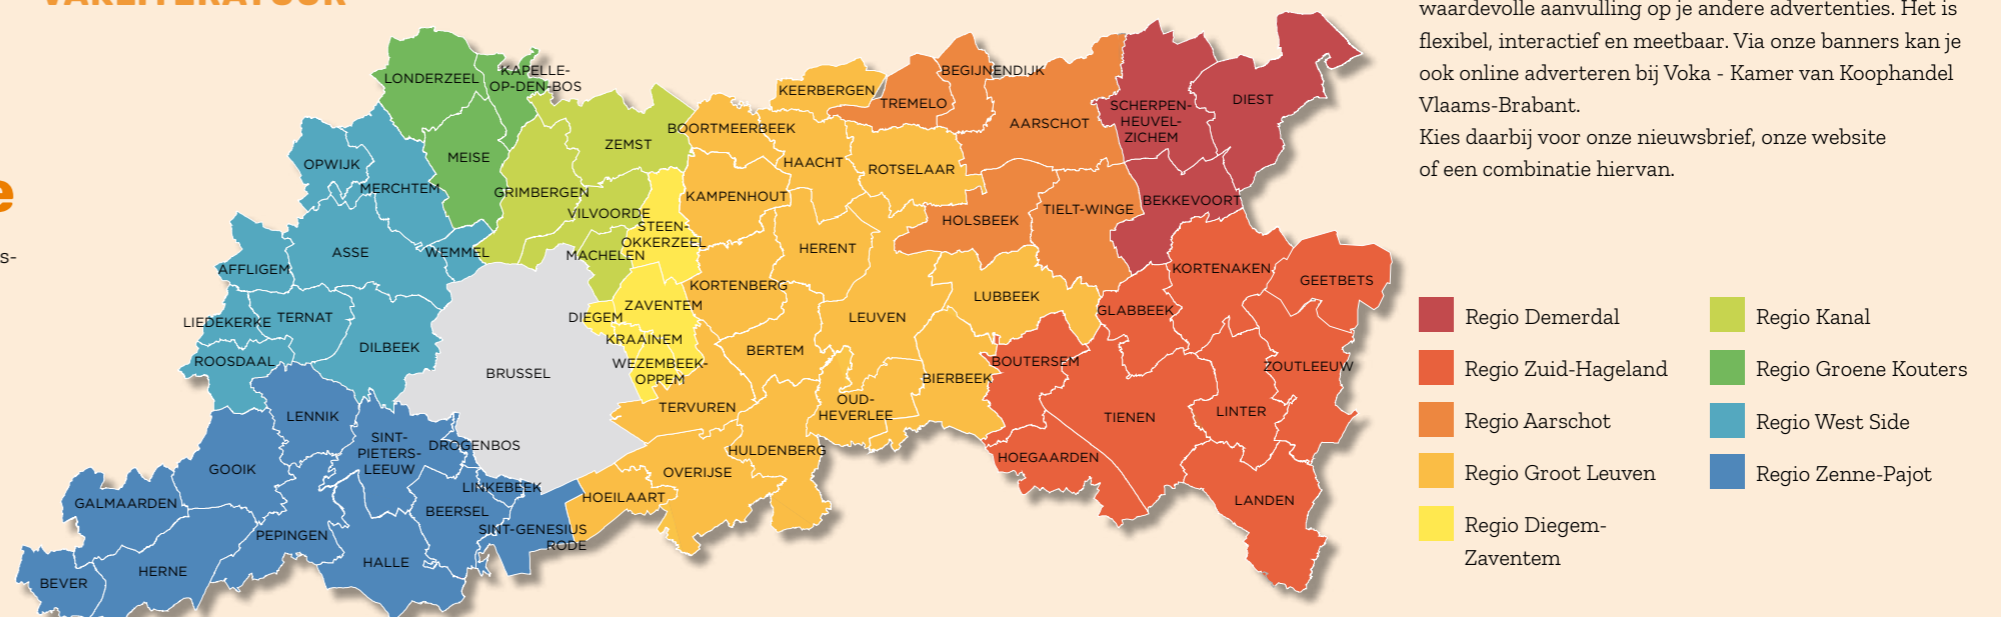 VAKLITERATUUR
e
s-
waardevolle aanvulling op je andere advertenties. Het is
flexibel, interactief en meetbaar. Via onze banners kan je
ook online adverteren bij Voka - Kamer van Koophandel
Vlaams-Brabant.
Kies daarbij voor onze nieuwsbrief, onze website
of een combinatie hiervan.
LONDERZEEL
KAPELLE-
OP-DEN-BOS
MEISE
OPWIJK
MERCHTEM
ZEMST
GRIMBERGEN
VILVOORDE
MACHELEN
STEEN-
OKKERZEEL
ASSE
WEMMEL
AFFLIGEM
LIEDEKERKE
TERNAT
ROOSDAAL
DILBEEK
BRUSSEL
ZAVENTEM
DIEGEM
KRAAINEM
WEZEMBEEK-
OPPEM
KEERBERGEN
BOORTMEERBEEK
HAACHT
ROTSELAAR
KAMPENHOUT
HERENT
KORTENBERG
LEUVEN
LUBBEEK
BERTEM
BIERBEEK
OUD-
HEVERLEE
TERVUREN
HULDENBERG
OVERIJSE
HOEILAART
TREMELO
BEGIJNENDIJK
AARSCHOT
HOLSBEEK
TIELT-WINGE
SCHERPEN-
HEUVEL-
ZICHEM
DIEST
BEKKEVOORT
KORTENAKEN
GEETBETS
GLABBEEK
BOUTERSEM
ZOUTLEEUW
TIENEN
LINTER
HOEGAARDEN
LANDEN
LENNIK
SINT-
PIETERS-
LEEUW
DROGENBOS
GOOIK
LINKEBEEK
GALMAARDEN
BEERSEL
SINT-GENESIUS
RODE
PEPINGEN
HALLE
HERNE
BEVER
Regio Demerdal
Regio Zuid-Hageland
Regio Aarschot
Regio Groot Leuven
Regio Diegem-
Zaventem
Regio Kanal
Regio Groene Kouters
Regio West Side
Regio Zenne-Pajot